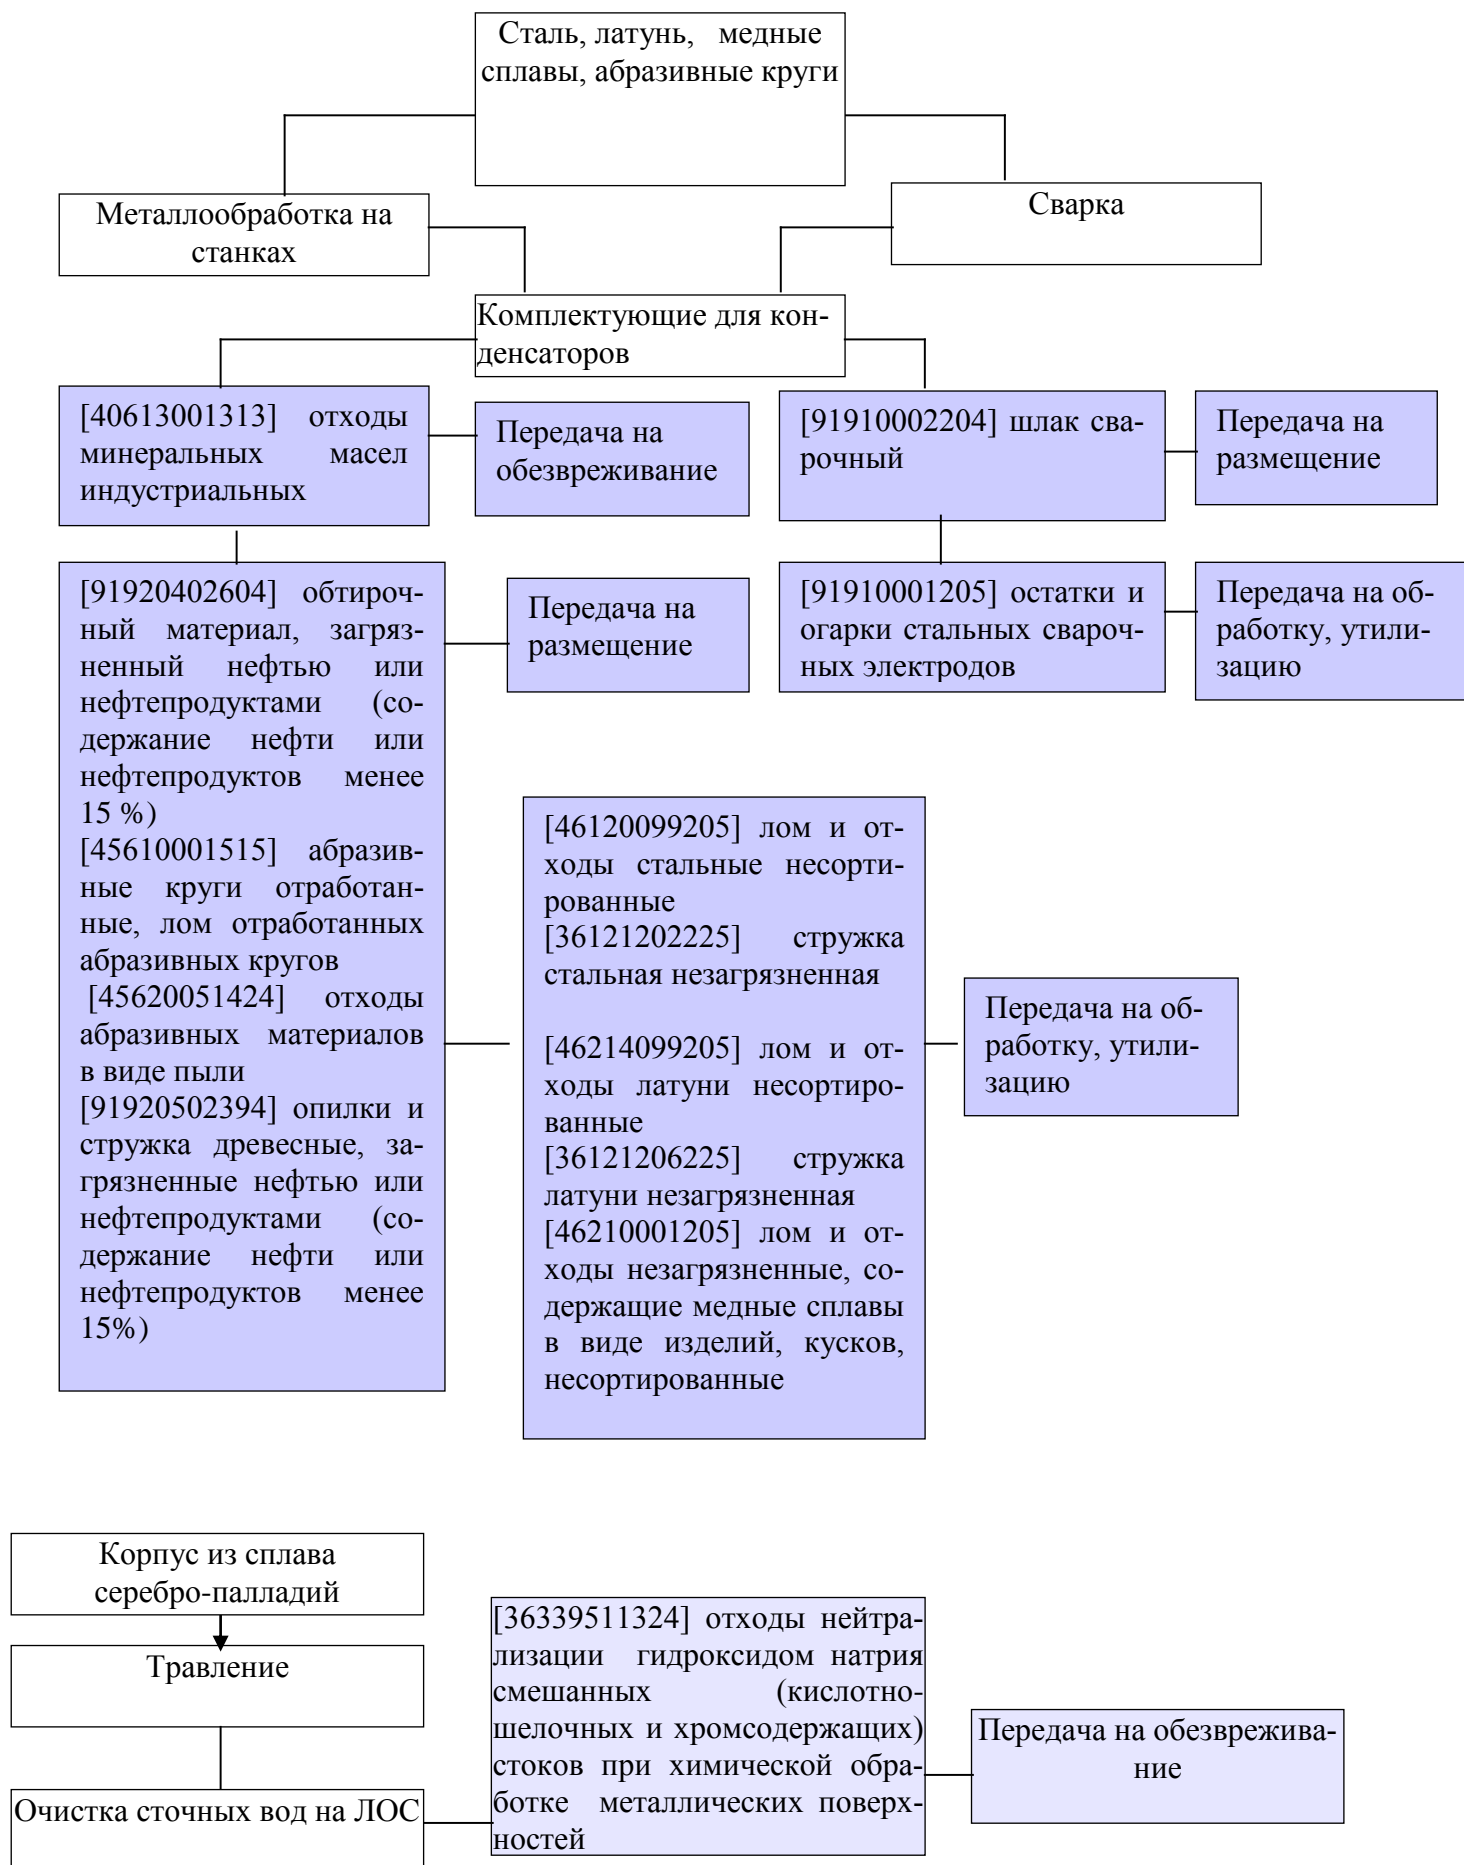 Сталь, латунь, медные
сплавы, абразивные круги
Металлообработка на
станках
Сварка
Комплектующие для кон-
денсаторов
[40613001313] отходы
минеральных масел
индустриальных
Передача на
обезвреживание
[91910002204] шлак сва-
рочный
Передача на
размещение
[91920402604] обтироч-
ный материал, загряз-
ненный нефтью или
нефтепродуктами (со-
держание нефти или
нефтепродуктов менее
15 %)
[45610001515] абразив-
ные круги отработан-
ные, лом отработанных
абразивных кругов
[45620051424] отходы
абразивных материалов
в виде пыли
[91920502394] опилки и
стружка древесные, за-
грязненные нефтью или
нефтепродуктами (со-
держание нефти или
нефтепродуктов менее
15%)
Передача на
размещение
[91910001205] остатки и
огарки стальных свароч-
ных электродов
Передача на об-
работку, утили-
зацию
[46120099205] лом и от-
ходы стальные несорти-
рованные
[36121202225] стружка
стальная незагрязненная
[46214099205] лом и от-
ходы латуни несортиро-
ванные
[36121206225] стружка
латуни незагрязненная
[46210001205] лом и от-
ходы незагрязненные, со-
держащие медные сплавы
в виде изделий, кусков,
несортированные
Передача на об-
работку, утили-
зацию
Корпус из сплава
серебро-палладий
Травление
Очистка сточных вод на ЛОС
[36339511324] отходы нейтра-
лизации гидроксидом натрия
смешанных (кислотно-
шелочных и хромсодержащих)
стоков при химической обра-
ботке металлических поверх-
ностей
Передача на обезврежива-
ние